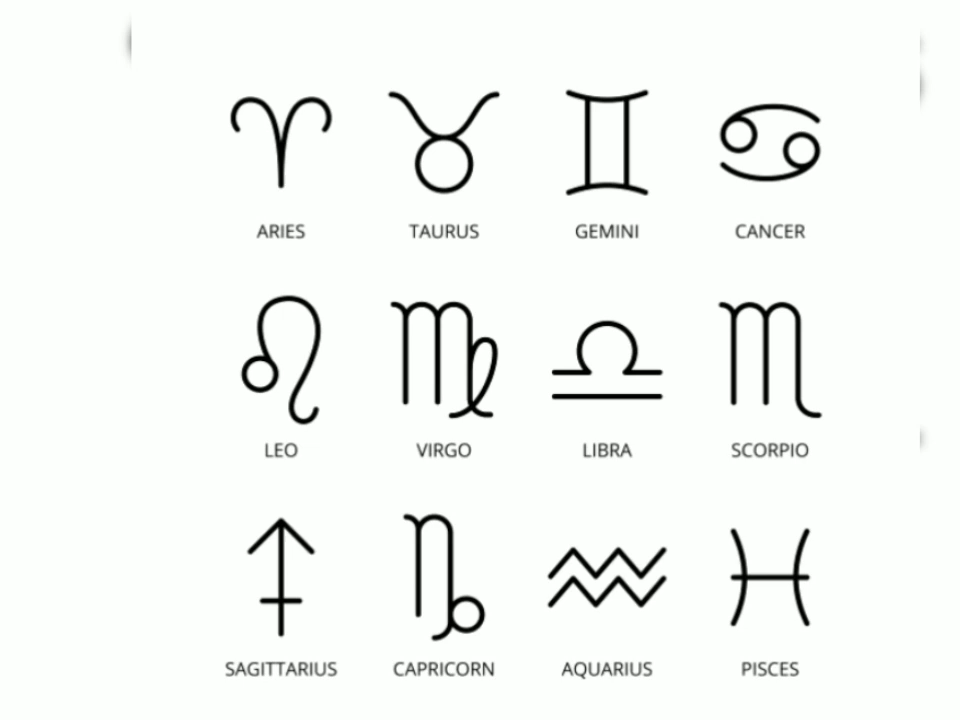 ARIES TAURUS GEMINI CANCER
LEO VIRGO LIBRA SCORPIO
SAGITTARIUS CAPRICORN AQUARIUS PISCES